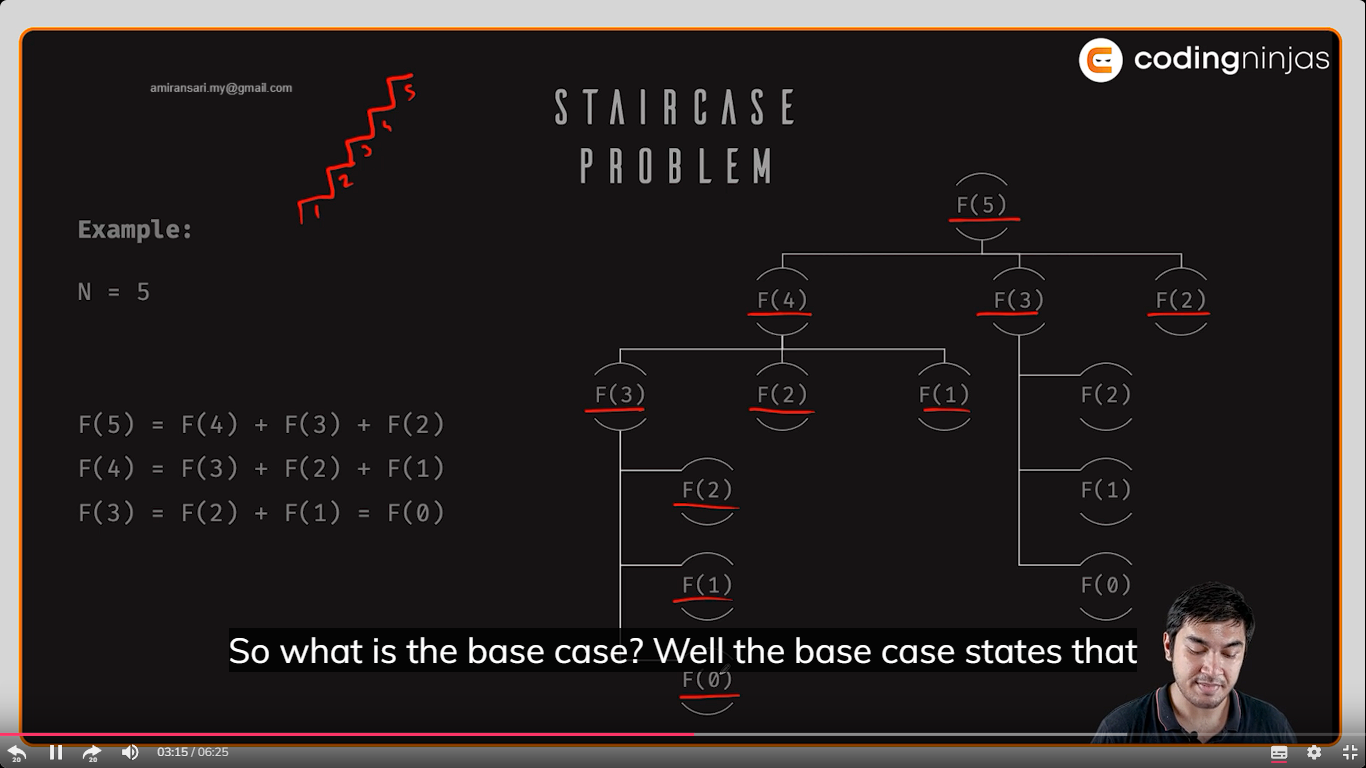 codingninjas
amiransari.my@gmail.com
STAIRCASE
PROBLEM
1
2
3
4
5
Example:
N = 5
F(5) = F(4) + F(3) + F(2)
F(4) = F(3) + F(2) + F(1)
F(3) = F(2) + F(1) = F(0)
F(5)
F(4) F(3) F(2)
F(3) F(2) F(1) F(2)
F(2) F(1)
F(1) F(0)
So what is the base case? Well the base case states that
F(0)
20 20 03:15 / 06:25